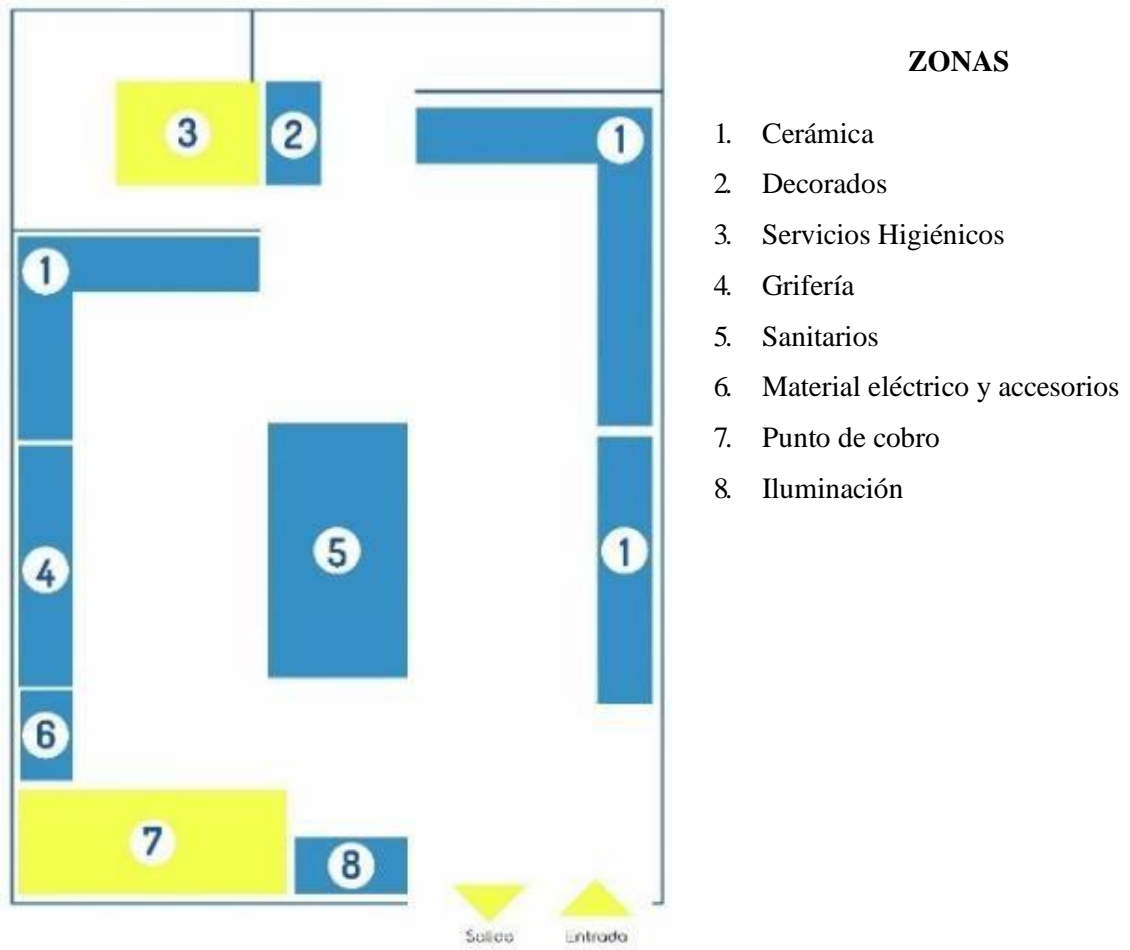 3
2
1
1
4
5
1
6
7
8
Salida
Entrada
ZONAS
1. Cerámica
2. Decorados
3. Servicios Higiénicos
4. Grifería
5. Sanitarios
6. Material eléctrico y accesorios
7. Punto de cobro
8. Iluminación